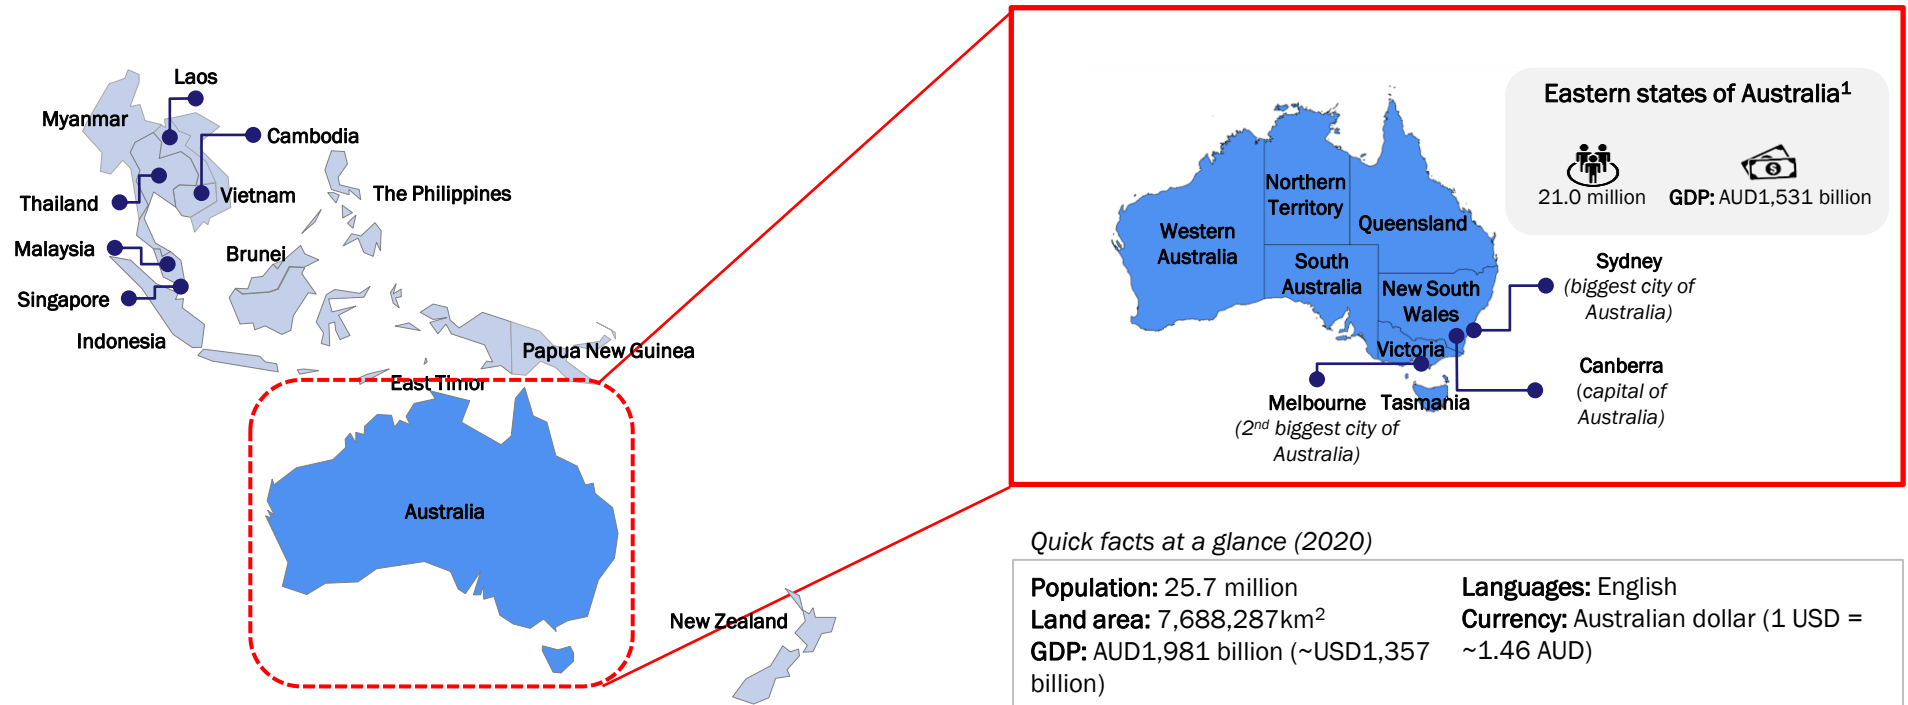 Laos
Myanmar
Cambodia
Thailand
Vietnam
The Philippines
Malaysia
Brunei
Singapore
Indonesia
Papua New Guinea
East Timor
Australia
New Zealand
Eastern states of Australia1
21.0 million
GDP: AUD1,531 billion
Northern
Territory
Queensland
Western
Australia
South
Australia
New South
Wales
Victoria
Sydney
(biggest city of
Australia)
Canberra
(capital of
Australia)
Melbourne
(2nd biggest city of
Australia)
Tasmania
Quick facts at a glance (2020)
Population: 25.7 million
Land area: 7,688,287km2
GDP: AUD1,981 billion (~USD1,357
billion)
Languages: English
Currency: Australian dollar (1 USD =
~1.46 AUD)